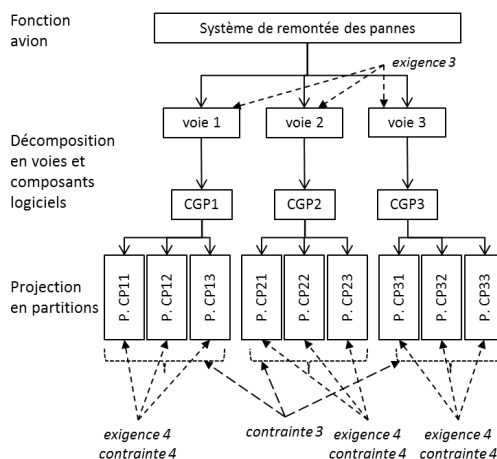 Fonction
avion
Système de remontée des pannes
exigence 3
voie 1
voie 2
voie 3
Décomposition
en voies et
composants
logiciels
CGP1
CGP2
CGP3
Projection
en partitions
P. CP11
P. CP12
P. CP13
P. CP21
P. CP22
P. CP23
P. CP31
P. CP32
P. CP33
exigence 4
contrainte 4
contrainte 3
exigence 4
contrainte 4
exigence 4
contrainte 4